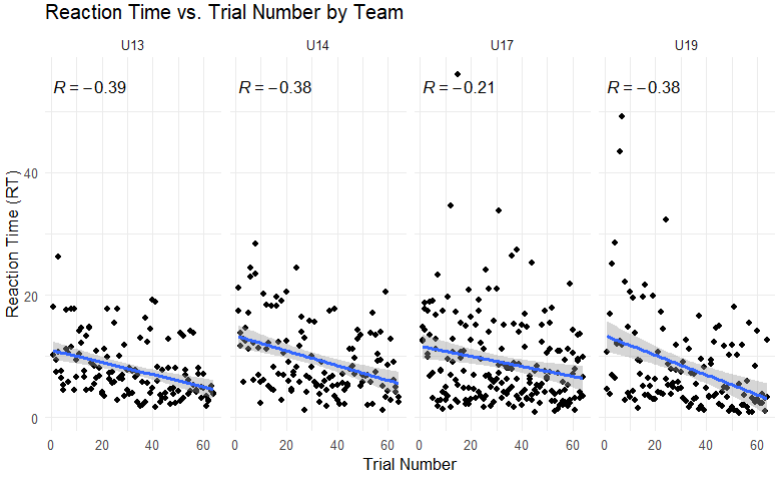 Reaction Time vs. Trial Number by Team
U13 U14 U17 U19
R = −0.39 R = −0.38 R = −0.21 R = −0.38
Reaction Time (RT)
40
20
0
0 20 40 60 0 20 40 60 0 20 40 60 0 20 40 60
Trial Number